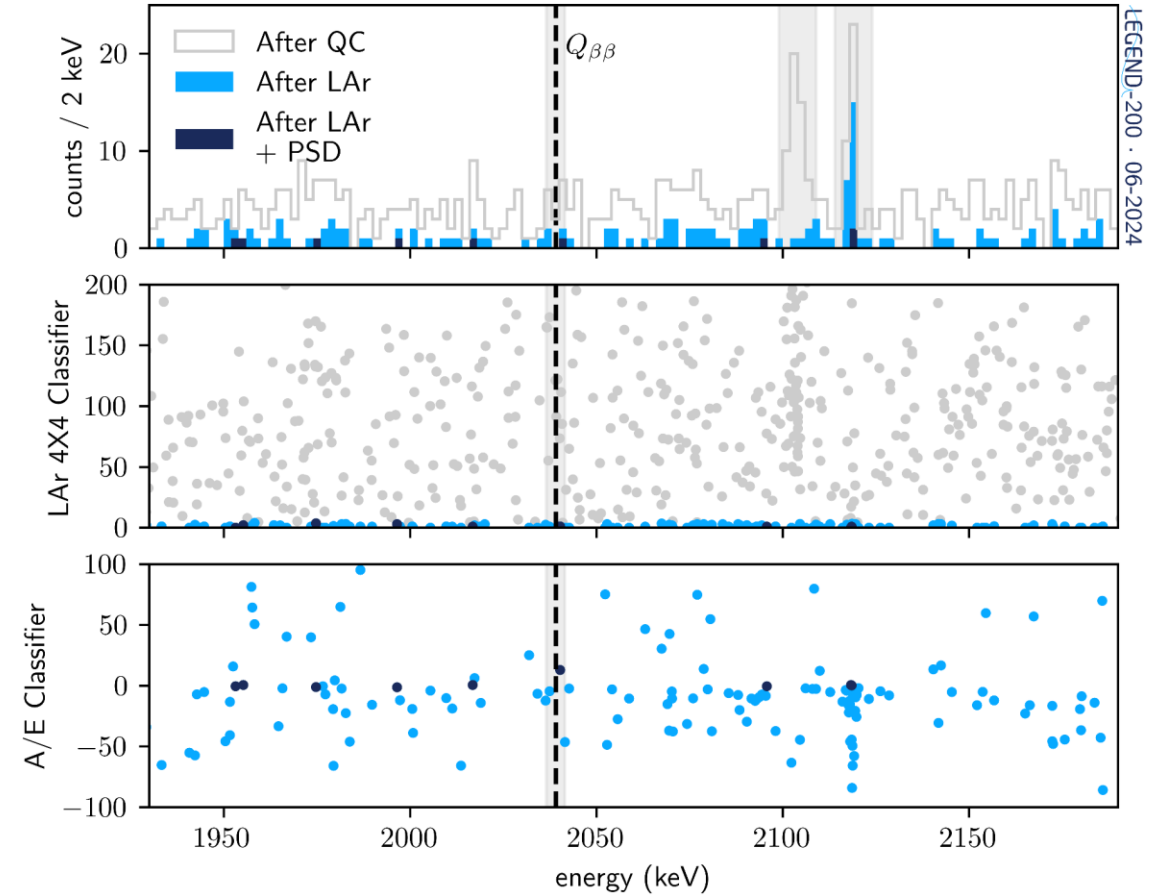 After QC
After LAr
After LAr
+ PSD
Qββ
counts / 2 keV
20
10
0
LEGEND-200 · 06-2024
LAr 4X4 Classifier
200
150
100
50
0
A/E Classifier
100
50
0
−50
−100
1950
2000
2050
2100
2150
energy (keV)